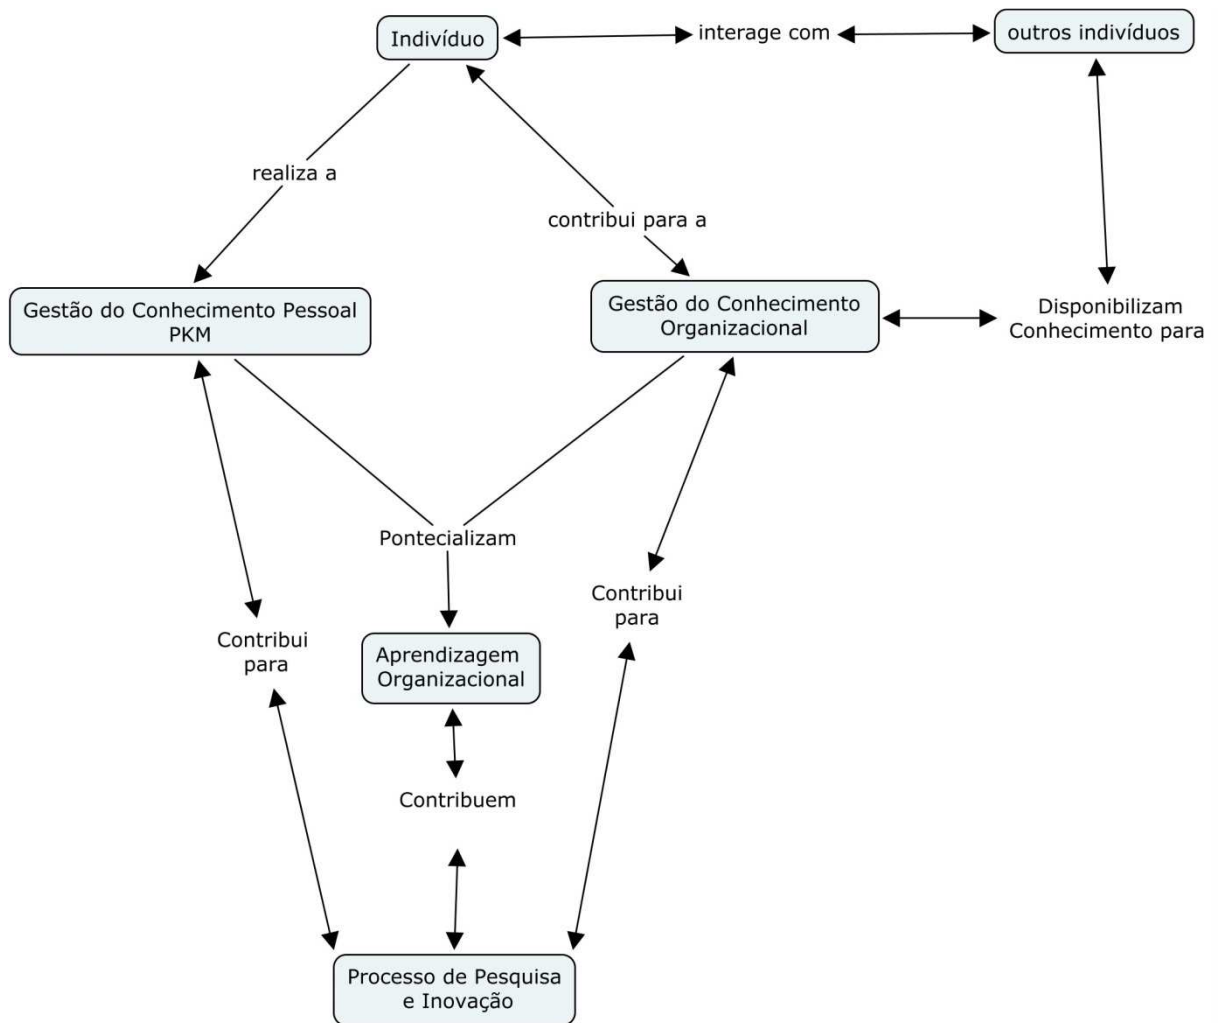 Indivíduo
interage com
outros indivíduos
realiza a
contribui para a
Gestão do Conhecimento Pessoal
PKM
Gestão do Conhecimento
Organizacional
Disponibilizam
Conhecimento para
Pontecializam
Contribui
para
Contribui
para
Aprendizagem
Organizacional
Contribuem
Processo de Pesquisa
e Inovação